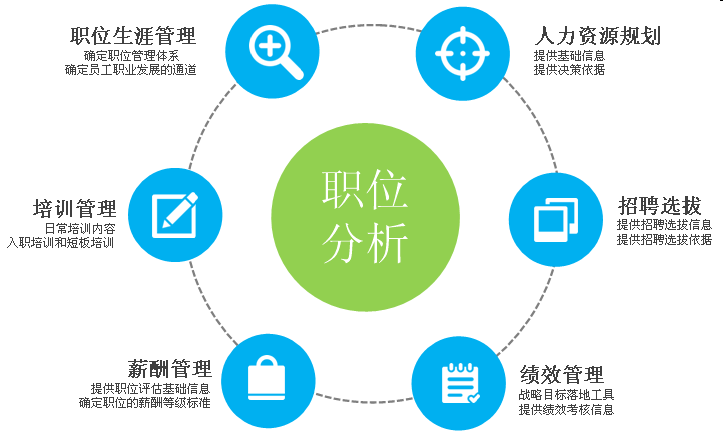 职位生涯管理
确定职位管理体系
确定员工职业发展的通道
人力资源规划
提供基础信息
提供决策依据
职位
分析
培训管理
日常培训内容
入职培训和短板培训
招聘选拔
提供招聘选拔信息
提供招聘选拔依据
薪酬管理
提供职位评估基础信息
确定职位的薪酬等级标准
绩效管理
战略目标落地工具
提供绩效考核信息